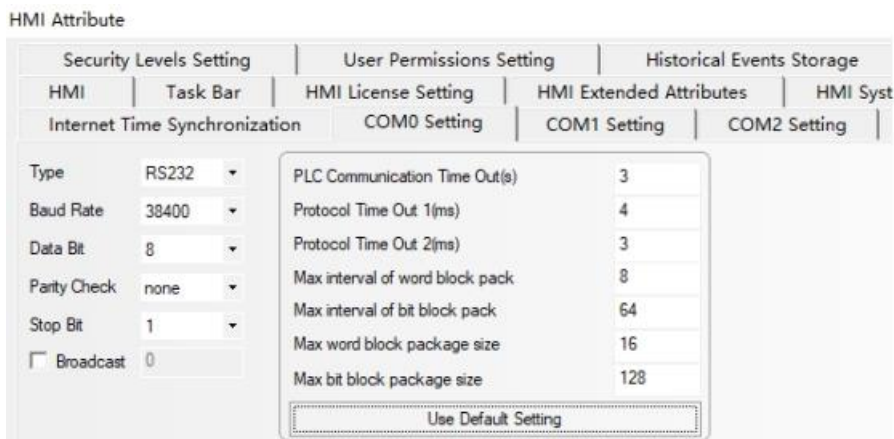 HMI Attribute
Security Levels Setting User Permissions Setting Historical Events Storage
HMI Task Bar HMI License Setting HMI Extended Attributes HMI Syst
Internet Time Synchronization COM0 Setting COM1 Setting COM2 Setting
Type RS232 PLC Communication Time Out(s) 3
Baud Rate 38400 Protocol Time Out 1(ms) 4
Data Bit 8 Protocol Time Out 2(ms) 3
Parity Check none Max interval of word block pack 8
Stop Bit 1 Max interval of bit block pack 64
Broadcast 0 Max word block package size 16
Max bit block package size 128
Use Default Setting